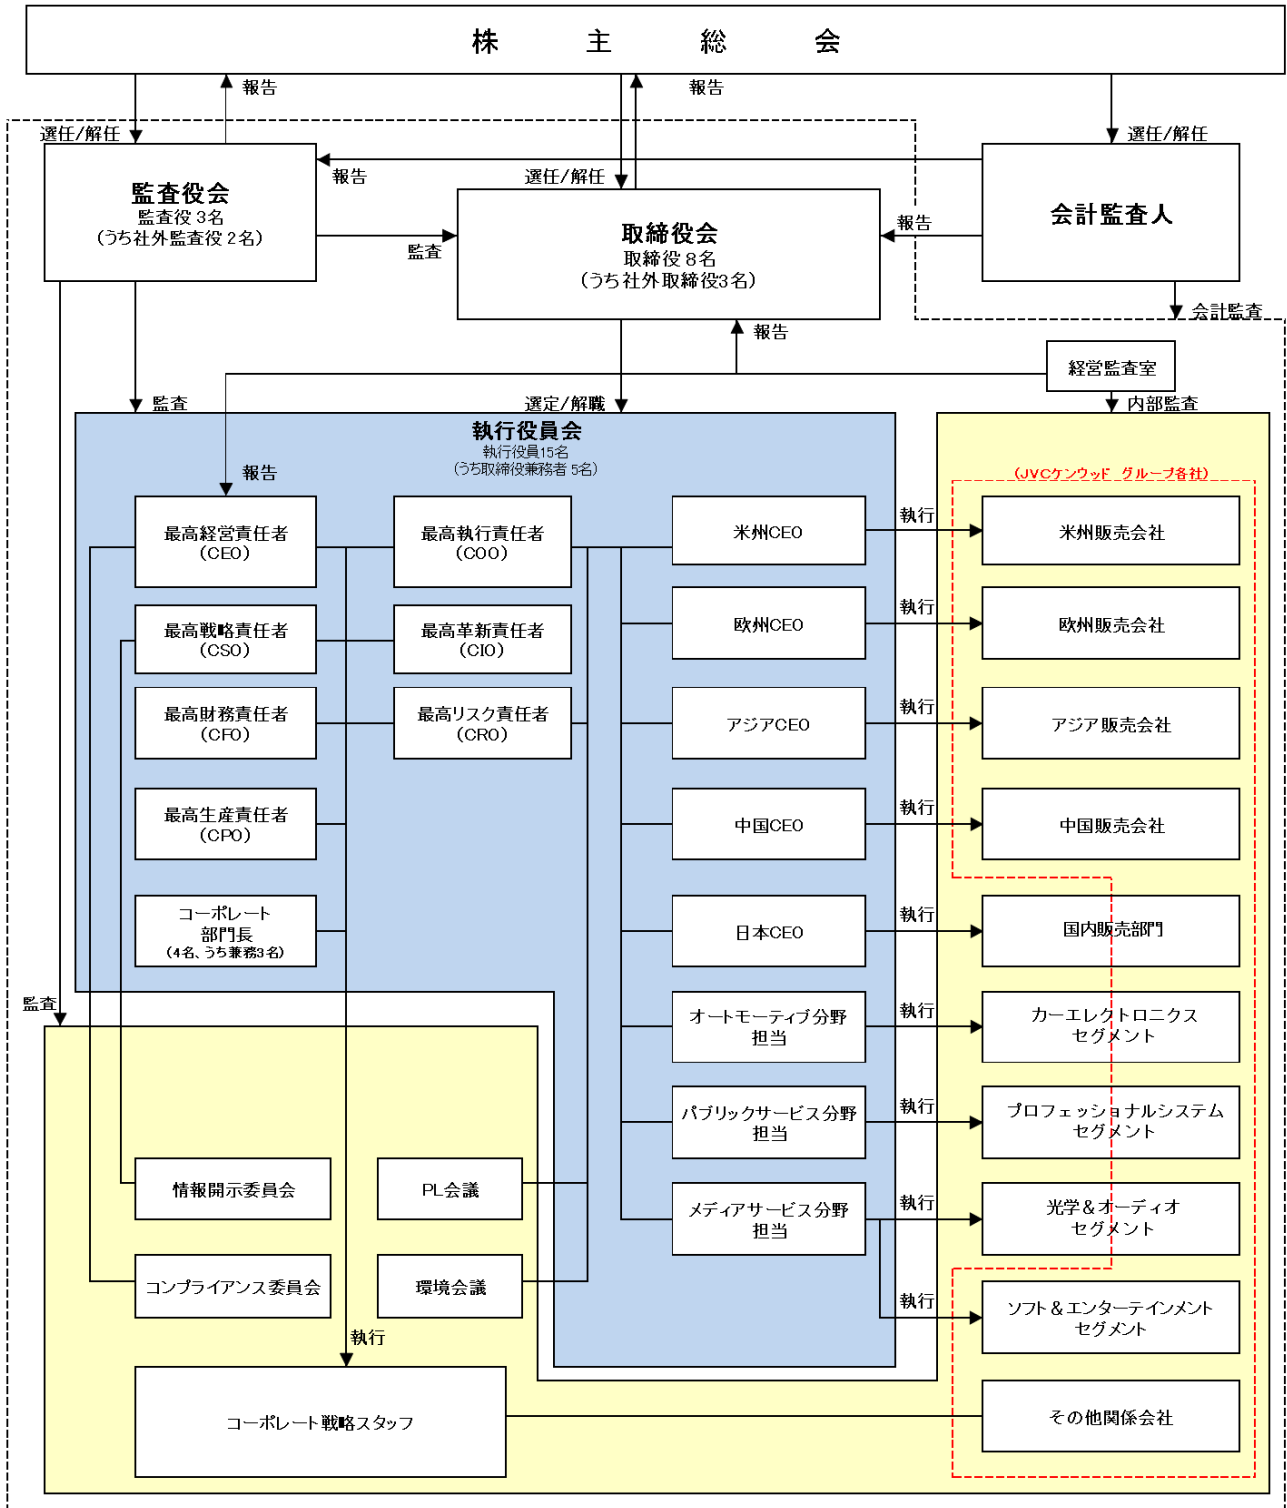 株主総会
報告
報告
選任/解任
選任/解任
選任/解任
監査役会
監査役 3名
(うち社外監査役 2名)
報告
監査
取締役会
取締役 8名
(うち社外取締役3名)
報告
会計監査人
会計監査
報告
経営監査室
監査
選定/解職
内部監査
執行役員会
執行役員15名
(うち取締役兼務者 5名)
報告
(JVCケンウッド グループ各社)
最高経営責任者
(CEO)
最高執行責任者
(COO)
米州CEO
執行
米州販売会社
最高戦略責任者
(CSO)
最高革新責任者
(CIO)
欧州CEO
執行
欧州販売会社
最高財務責任者
(CFO)
最高リスク責任者
(CRO)
アジアCEO
執行
アジア販売会社
最高生産責任者
(CPO)
中国CEO
執行
中国販売会社
コーポレート
部門長
(4名、うち兼務3名)
日本CEO
執行
国内販売部門
監査
オートモーティブ分野
担当
執行
カーエレクトロニクス
セグメント
パブリックサービス分野
担当
執行
プロフェッショナルシステム
セグメント
情報開示委員会
PL会議
メディアサービス分野
担当
執行
光学&オーディオ
セグメント
コンプライアンス委員会
環境会議
執行
ソフト&エンターテインメント
セグメント
執行
コーポレート戦略スタッフ
その他関係会社